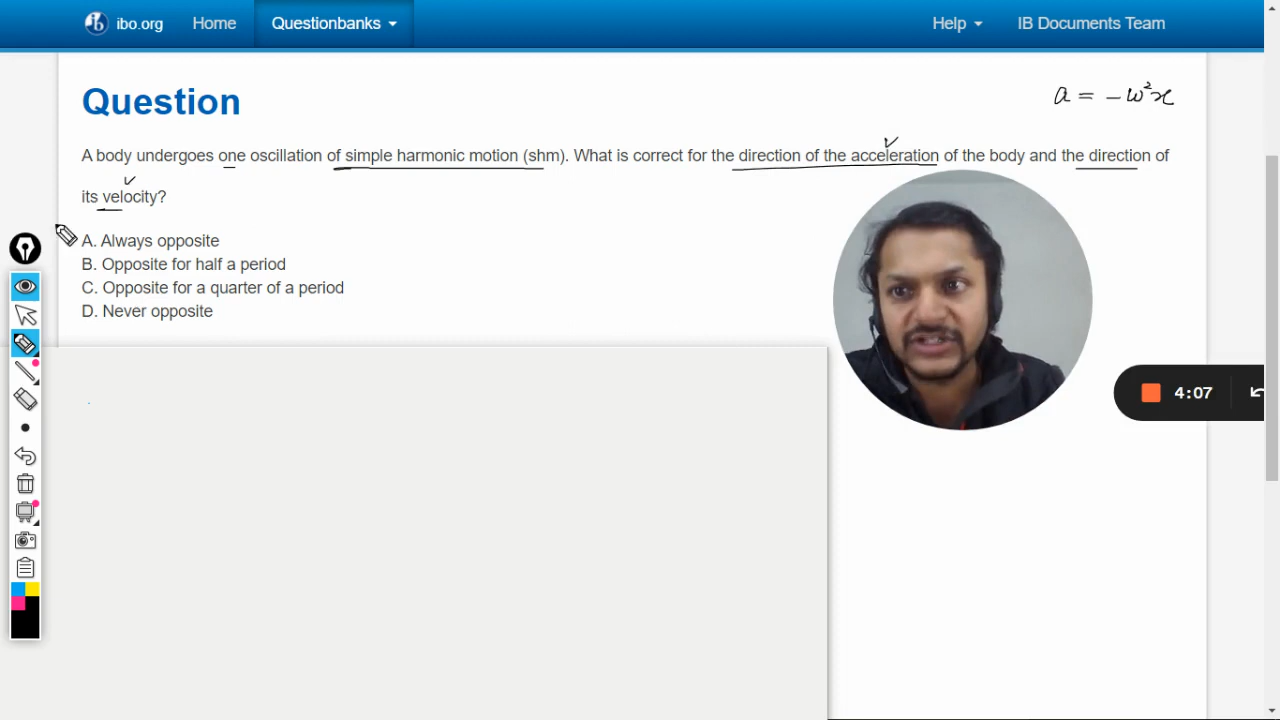 ibo.org Home Questionbanks Help IB Documents Team
Question
a = -ω²x
A body undergoes one oscillation of simple harmonic motion (shm). What is correct for the direction of the acceleration of the body and the direction of
its velocity?
A. Always opposite
B. Opposite for half a period
C. Opposite for a quarter of a period
D. Never opposite
4:07